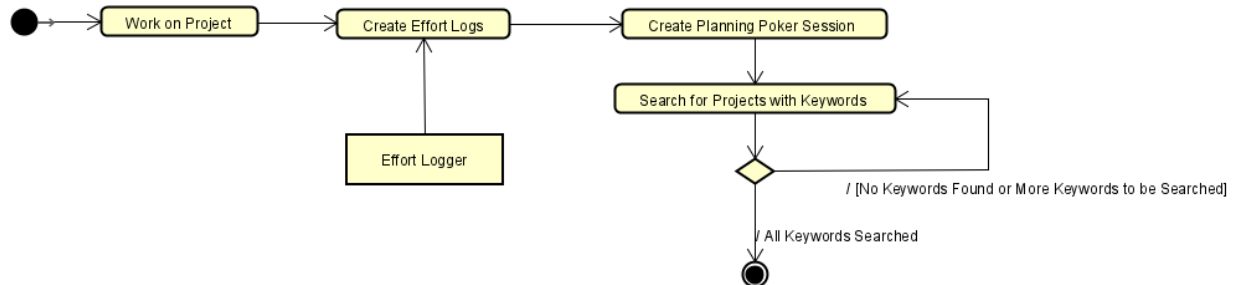 Work on Project
Create Effort Logs
Create Planning Poker Session
Search for Projects with Keywords
Effort Logger
/ [No Keywords Found or More Keywords to be Searched]
/ All Keywords Searched